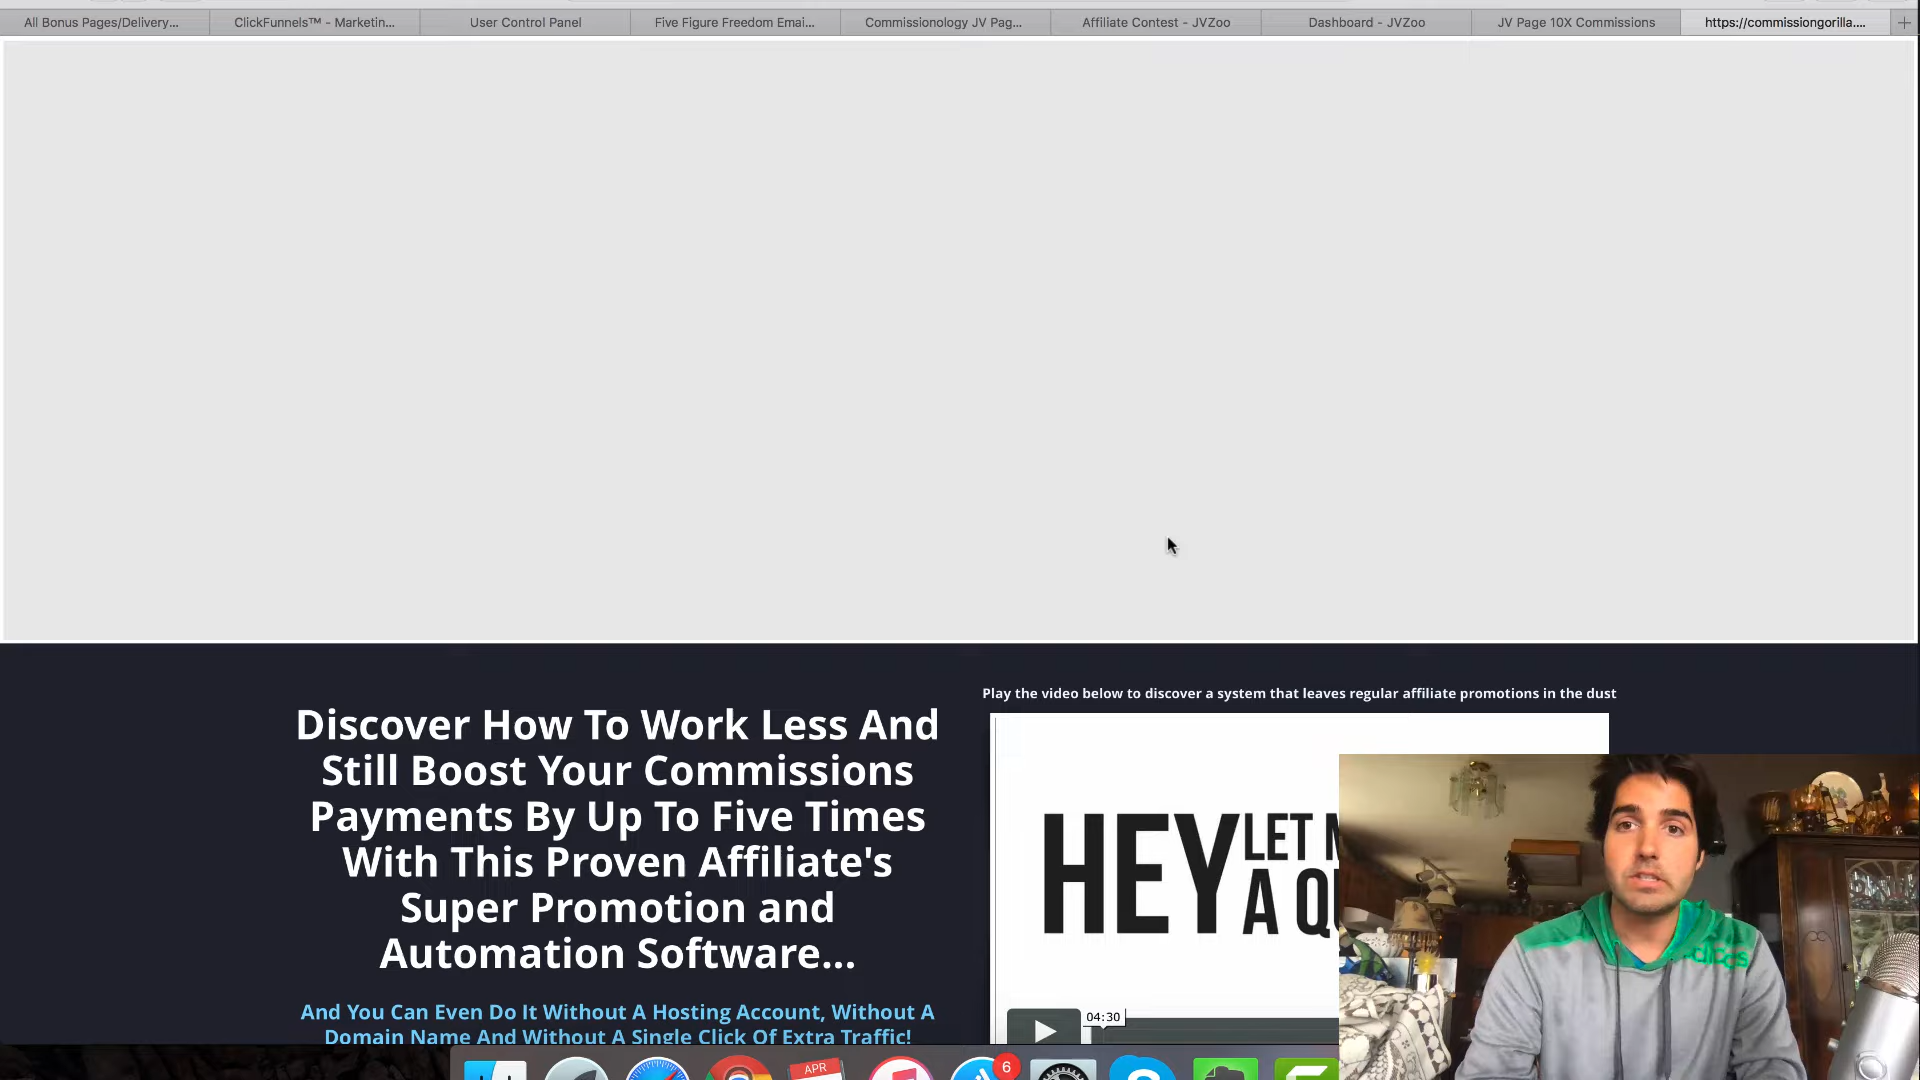 All Bonus Pages/Delivery...
ClickFunnels™ - Marketin...
User Control Panel
Five Figure Freedom Emai...
Commissionology JV Pag...
Affiliate Contest - JVZoo
Dashboard - JVZoo
JV Page 10X Commissions
https://commissiongorilla....
Play the video below to discover a system that leaves regular affiliate promotions in the dust
Discover How To Work Less And
Still Boost Your Commissions
Payments By Up To Five Times
With This Proven Affiliate's
Super Promotion and
Automation Software...
And You Can Even Do It Without A Hosting Account, Without A
Domain Name And Without A Single Click Of Extra Traffic!
HEY
LET
A
04:30
APR
6